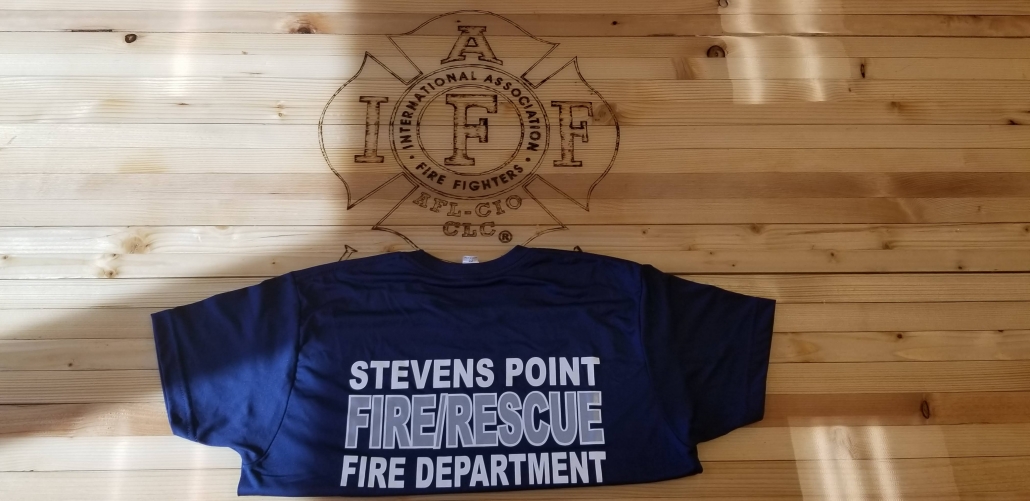 A
I F F
INTERNATIONAL ASSOCIATION
• FIRE FIGHTERS •
AFL-CIO
CLC®
STEVENS POINT
FIRE/RESCUE
FIRE DEPARTMENT